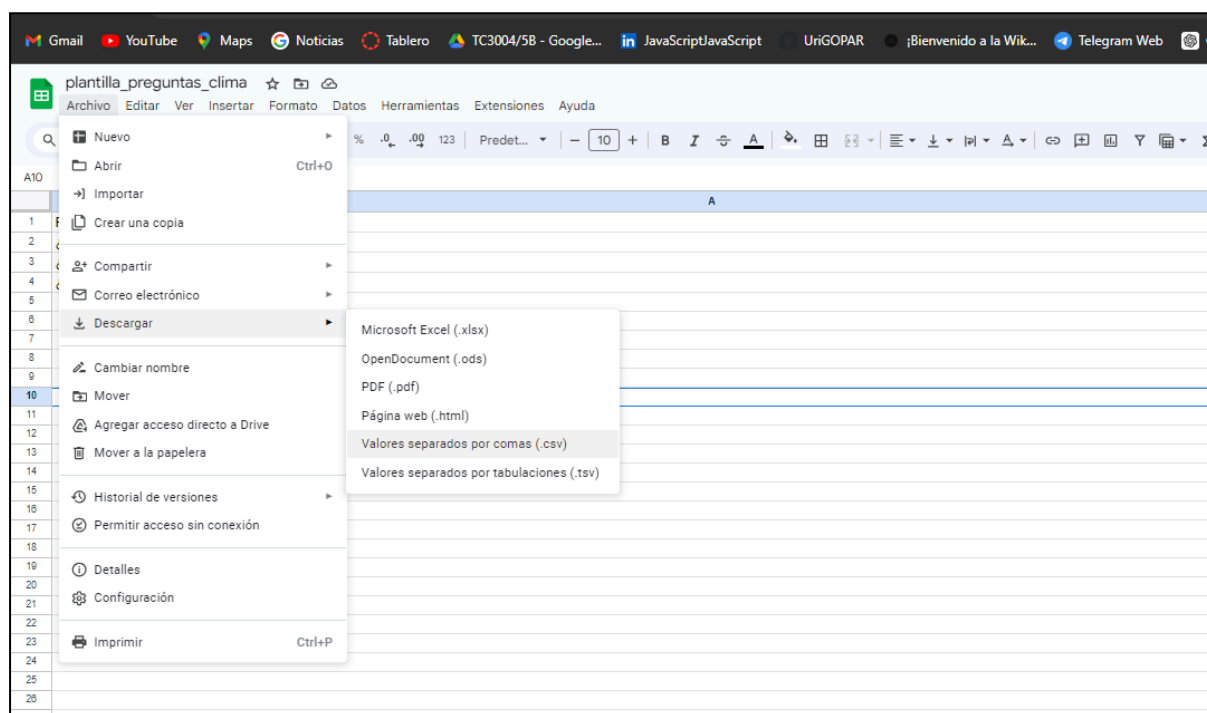 Gmail YouTube Maps Noticias Tablero TC3004/5B - Google... JavaScriptJavaScript UriGOPAR ¡Bienvenido a la Wik... Telegram Web
plantilla_preguntas_clima
Archivo Editar Ver Insertar Formato Datos Herramientas Extensiones Ayuda
% .0 .00 123 Predet... − 10 + B I A A
A10
A
1
2
3
4
5
6
7
8
9
10
11
12
13
14
15
16
17
18
19
20
21
22
23
24
25
26
Nuevo
Abrir Ctrl+O
Importar
Crear una copia
Compartir
Correo electrónico
Descargar
Cambiar nombre
Mover
Agregar acceso directo a Drive
Mover a la papelera
Historial de versiones
Permitir acceso sin conexión
Detalles
Configuración
Imprimir Ctrl+P
Microsoft Excel (.xlsx)
OpenDocument (.ods)
PDF (.pdf)
Página web (.html)
Valores separados por comas (.csv)
Valores separados por tabulaciones (.tsv)